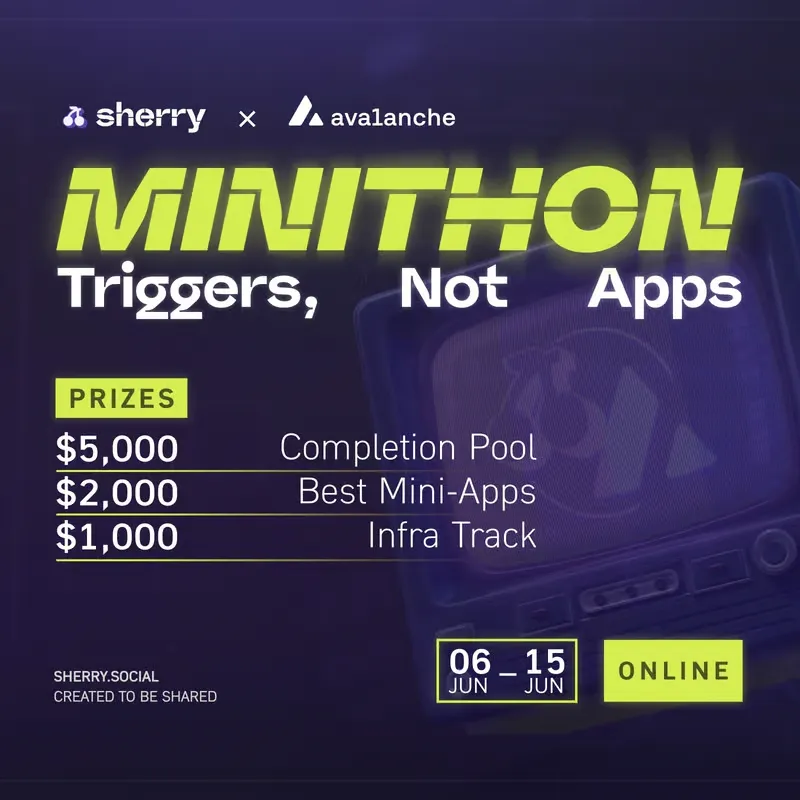 sherry × avalanche
MINITHON
Triggers, Not Apps
PRIZES
$5,000 Completion Pool
$2,000 Best Mini-Apps
$1,000 Infra Track
06 – 15
JUN JUN
ONLINE
SHERRY.SOCIAL
CREATED TO BE SHARED